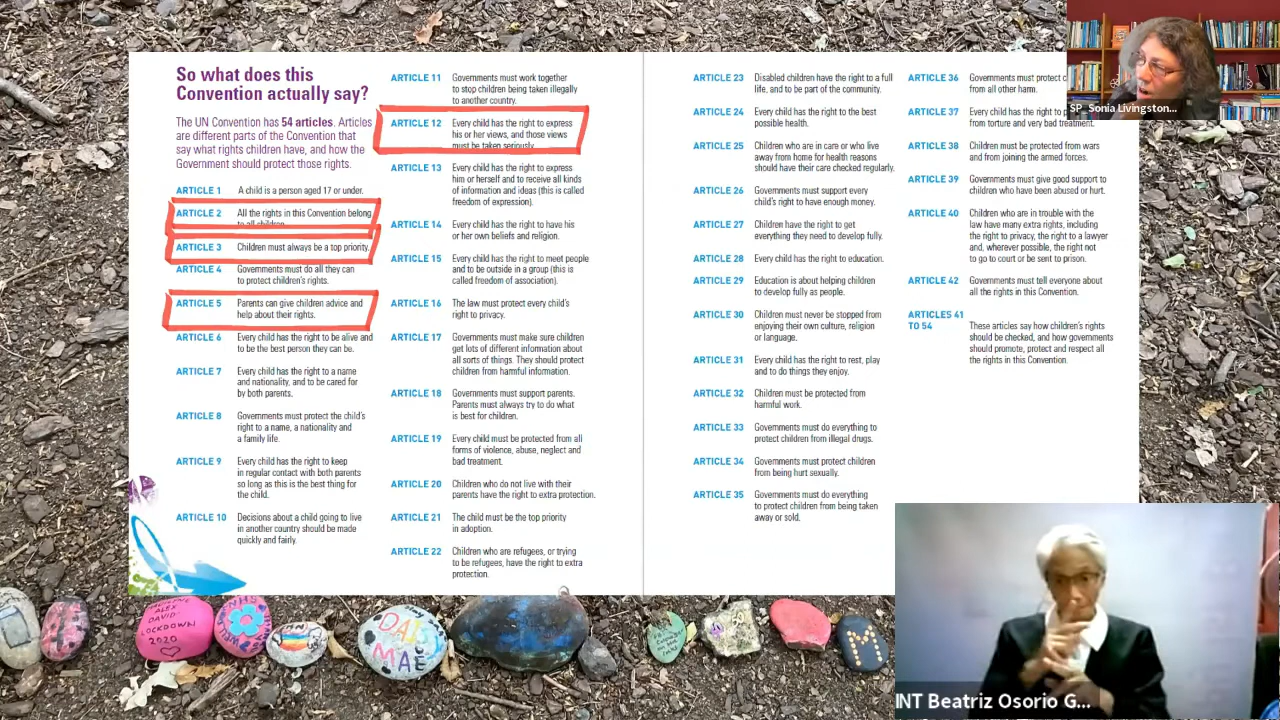 So what does this
Convention actually say?
The UN Convention has 54 articles. Articles
are different parts of the Convention that
say what rights children have, and how the
Government should protect those rights.
ARTICLE 1 A child is a person aged 17 or under.
ARTICLE 2 All the rights in this Convention belong
to all children.
ARTICLE 3 Children must always be a top priority.
ARTICLE 4 Governments must do all they can
to protect children's rights.
ARTICLE 5 Parents can give children advice and
help about their rights.
ARTICLE 6 Every child has the right to be alive and
to be the best person they can be.
ARTICLE 7 Every child has the right to a name
and nationality, and to be cared for
by both parents.
ARTICLE 8 Governments must protect the child's
right to a name, a nationality and
a family life.
ARTICLE 9 Every child has the right to keep
in regular contact with both parents
so long as this is the best thing for
the child.
ARTICLE 10 Decisions about a child going to live
in another country should be made
quickly and fairly.
ARTICLE 11 Governments must work together
to stop children being taken illegally
to another country.
ARTICLE 12 Every child has the right to express
his or her views, and those views
must be taken seriously.
ARTICLE 13 Every child has the right to express
him or herself and to receive all kinds
of information and ideas (this is called
freedom of expression).
ARTICLE 14 Every child has the right to have his
or her own beliefs and religion.
ARTICLE 15 Every child has the right to meet people
and to be outside in a group (this is
called freedom of association).
ARTICLE 16 The law must protect every child's
right to privacy.
ARTICLE 17 Governments must make sure children
get lots of different information about
all sorts of things. They should protect
children from harmful information.
ARTICLE 18 Governments must support parents.
Parents must always try to do what
is best for children.
ARTICLE 19 Every child must be protected from all
forms of violence, abuse, neglect and
bad treatment.
ARTICLE 20 Children who do not live with their
parents have the right to extra protection.
ARTICLE 21 The child must be the top priority
in adoption.
ARTICLE 22 Children who are refugees, or trying
to be refugees, have the right to extra
protection.
ARTICLE 23 Disabled children have the right to a full
life, and to be part of the community.
ARTICLE 24 Every child has the right to the best
possible health.
ARTICLE 25 Children who are in care or who live
away from home for health reasons
should have their care checked regularly.
ARTICLE 26 Governments must support every
child's right to have enough money.
ARTICLE 27 Children have the right to get
everything they need to develop fully.
ARTICLE 28 Every child has the right to education.
ARTICLE 29 Education is about helping children
to develop fully as people.
ARTICLE 30 Children must never be stopped from
enjoying their own culture, religion
or language.
ARTICLE 31 Every child has the right to rest, play
and to do things they enjoy.
ARTICLE 32 Children must be protected from
harmful work.
ARTICLE 33 Governments must do everything to
protect children from illegal drugs.
ARTICLE 34 Governments must protect children
from being hurt sexually.
ARTICLE 35 Governments must do everything
to protect children from being taken
away or sold.
ARTICLE 36 Governments must protect
from all other harm.
ARTICLE 37 Every child has the right to
from torture and very bad treatment.
ARTICLE 38 Children must be protected from wars
and from joining the armed forces.
ARTICLE 39 Governments must give good support to
children who have been abused or hurt.
ARTICLE 40 Children who are in trouble with the
law have many extra rights, including
the right to privacy, the right to a lawyer
and, wherever possible, the right not
to go to court or be sent to prison.
ARTICLE 42 Governments must tell everyone about
all the rights in this Convention.
ARTICLES 41
TO 54 These articles say how children's rights
should be checked, and how governments
should promote, protect and respect all
the rights in this Convention.
SP_Sonia Livingston...
ALEX
DAVID
LOCKDOWN
2020
NHS
DAI
MAE
M
INT Beatriz Osorio G...